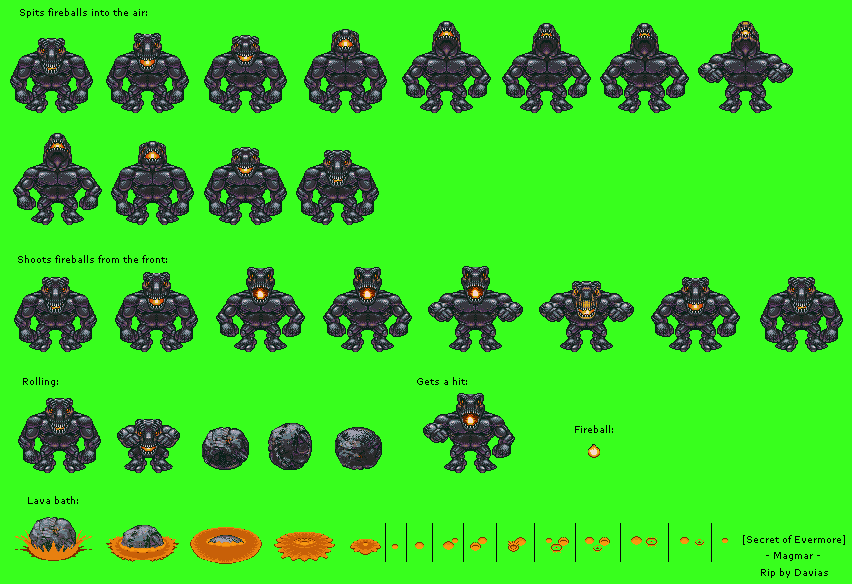 Spits fireballs into the air:
Shoots fireballs from the front:
Rolling:
Gets a hit:
Fireball:
Lava bath:
[Secret of Evermore]
- Magmar -
Rip by Davias